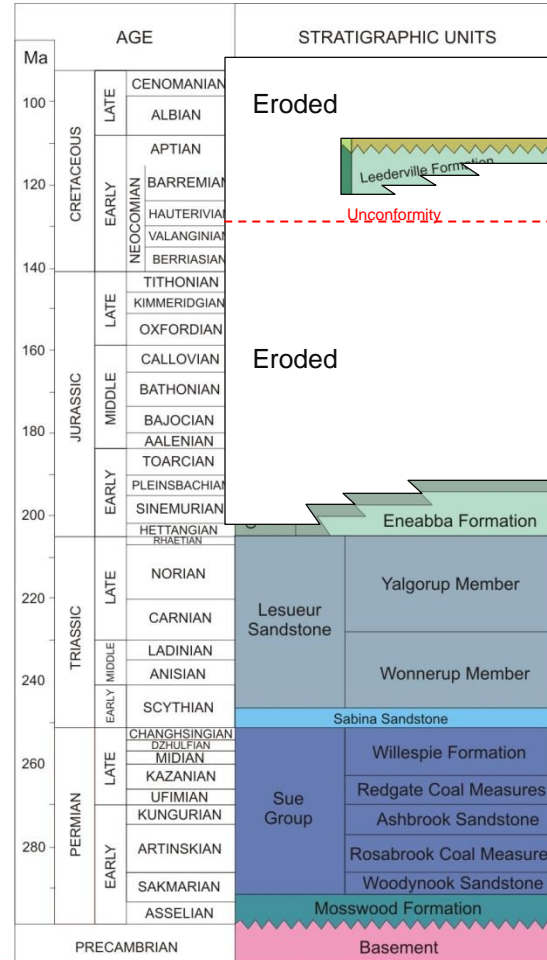 AGE
STRATIGRAPHIC UNITS
Ma
100
120
140
160
180
200
220
240
260
280
CRETACEOUS
LATE
CENOMANIAN
ALBIAN
EARLY
APTIAN
NEOCOMIAN
BARREMIAN
HAUTERIVIAN
VALANGINIAN
BERRIASIAN
JURASSIC
LATE
TITHONIAN
KIMMERIDGIAN
OXFORDIAN
MIDDLE
CALLOVIAN
BATHONIAN
BAJOCIAN
AALENIAN
EARLY
TOARCIAN
PLEINSBACHIAN
SINEMURIAN
HETTANGIAN
TRIASSIC
LATE
RHAETIAN
NORIAN
CARNIAN
MIDDLE
LADINIAN
ANISIAN
EARLY
SCYTHIAN
PERMIAN
LATE
CHANGHSINGIAN
DZHULFIAN
MIDIAN
KAZANIAN
UFIMIAN
EARLY
KUNGURIAN
ARTINSKIAN
SAKMARIAN
ASSELIAN
PRECAMBRIAN
Eroded
Leederville Formation
Unconformity
Eroded
Eneabba Formation
Lesueur
Sandstone
Yalgorup Member
Wonnerup Member
Sabina Sandstone
Sue
Group
Willespie Formation
Redgate Coal Measures
Ashbrook Sandstone
Rosabrook Coal Measure
Woodynook Sandstone
Mosswood Formation
Basement